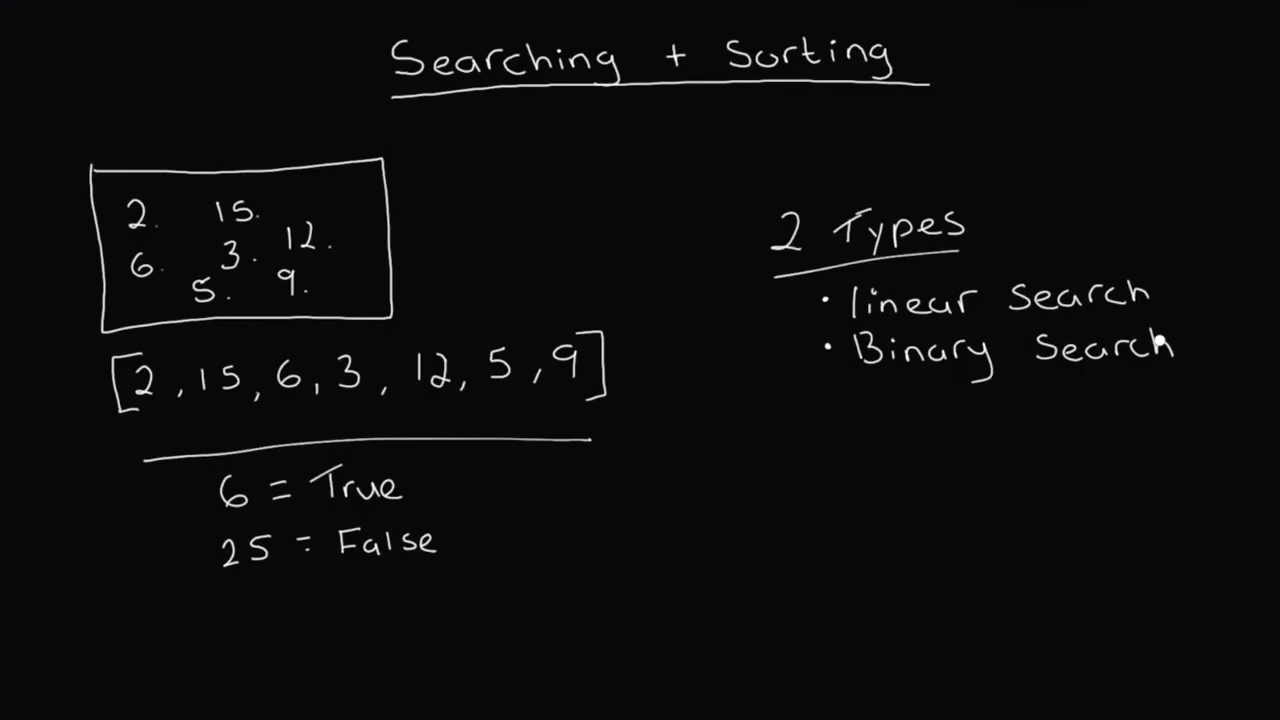 Searching + Sorting
2. 15.
12.
6. 3.
5. 9.
[2, 15, 6, 3, 12, 5, 9]
6 = True
25 = False
2 Types
• linear search
• Binary Search